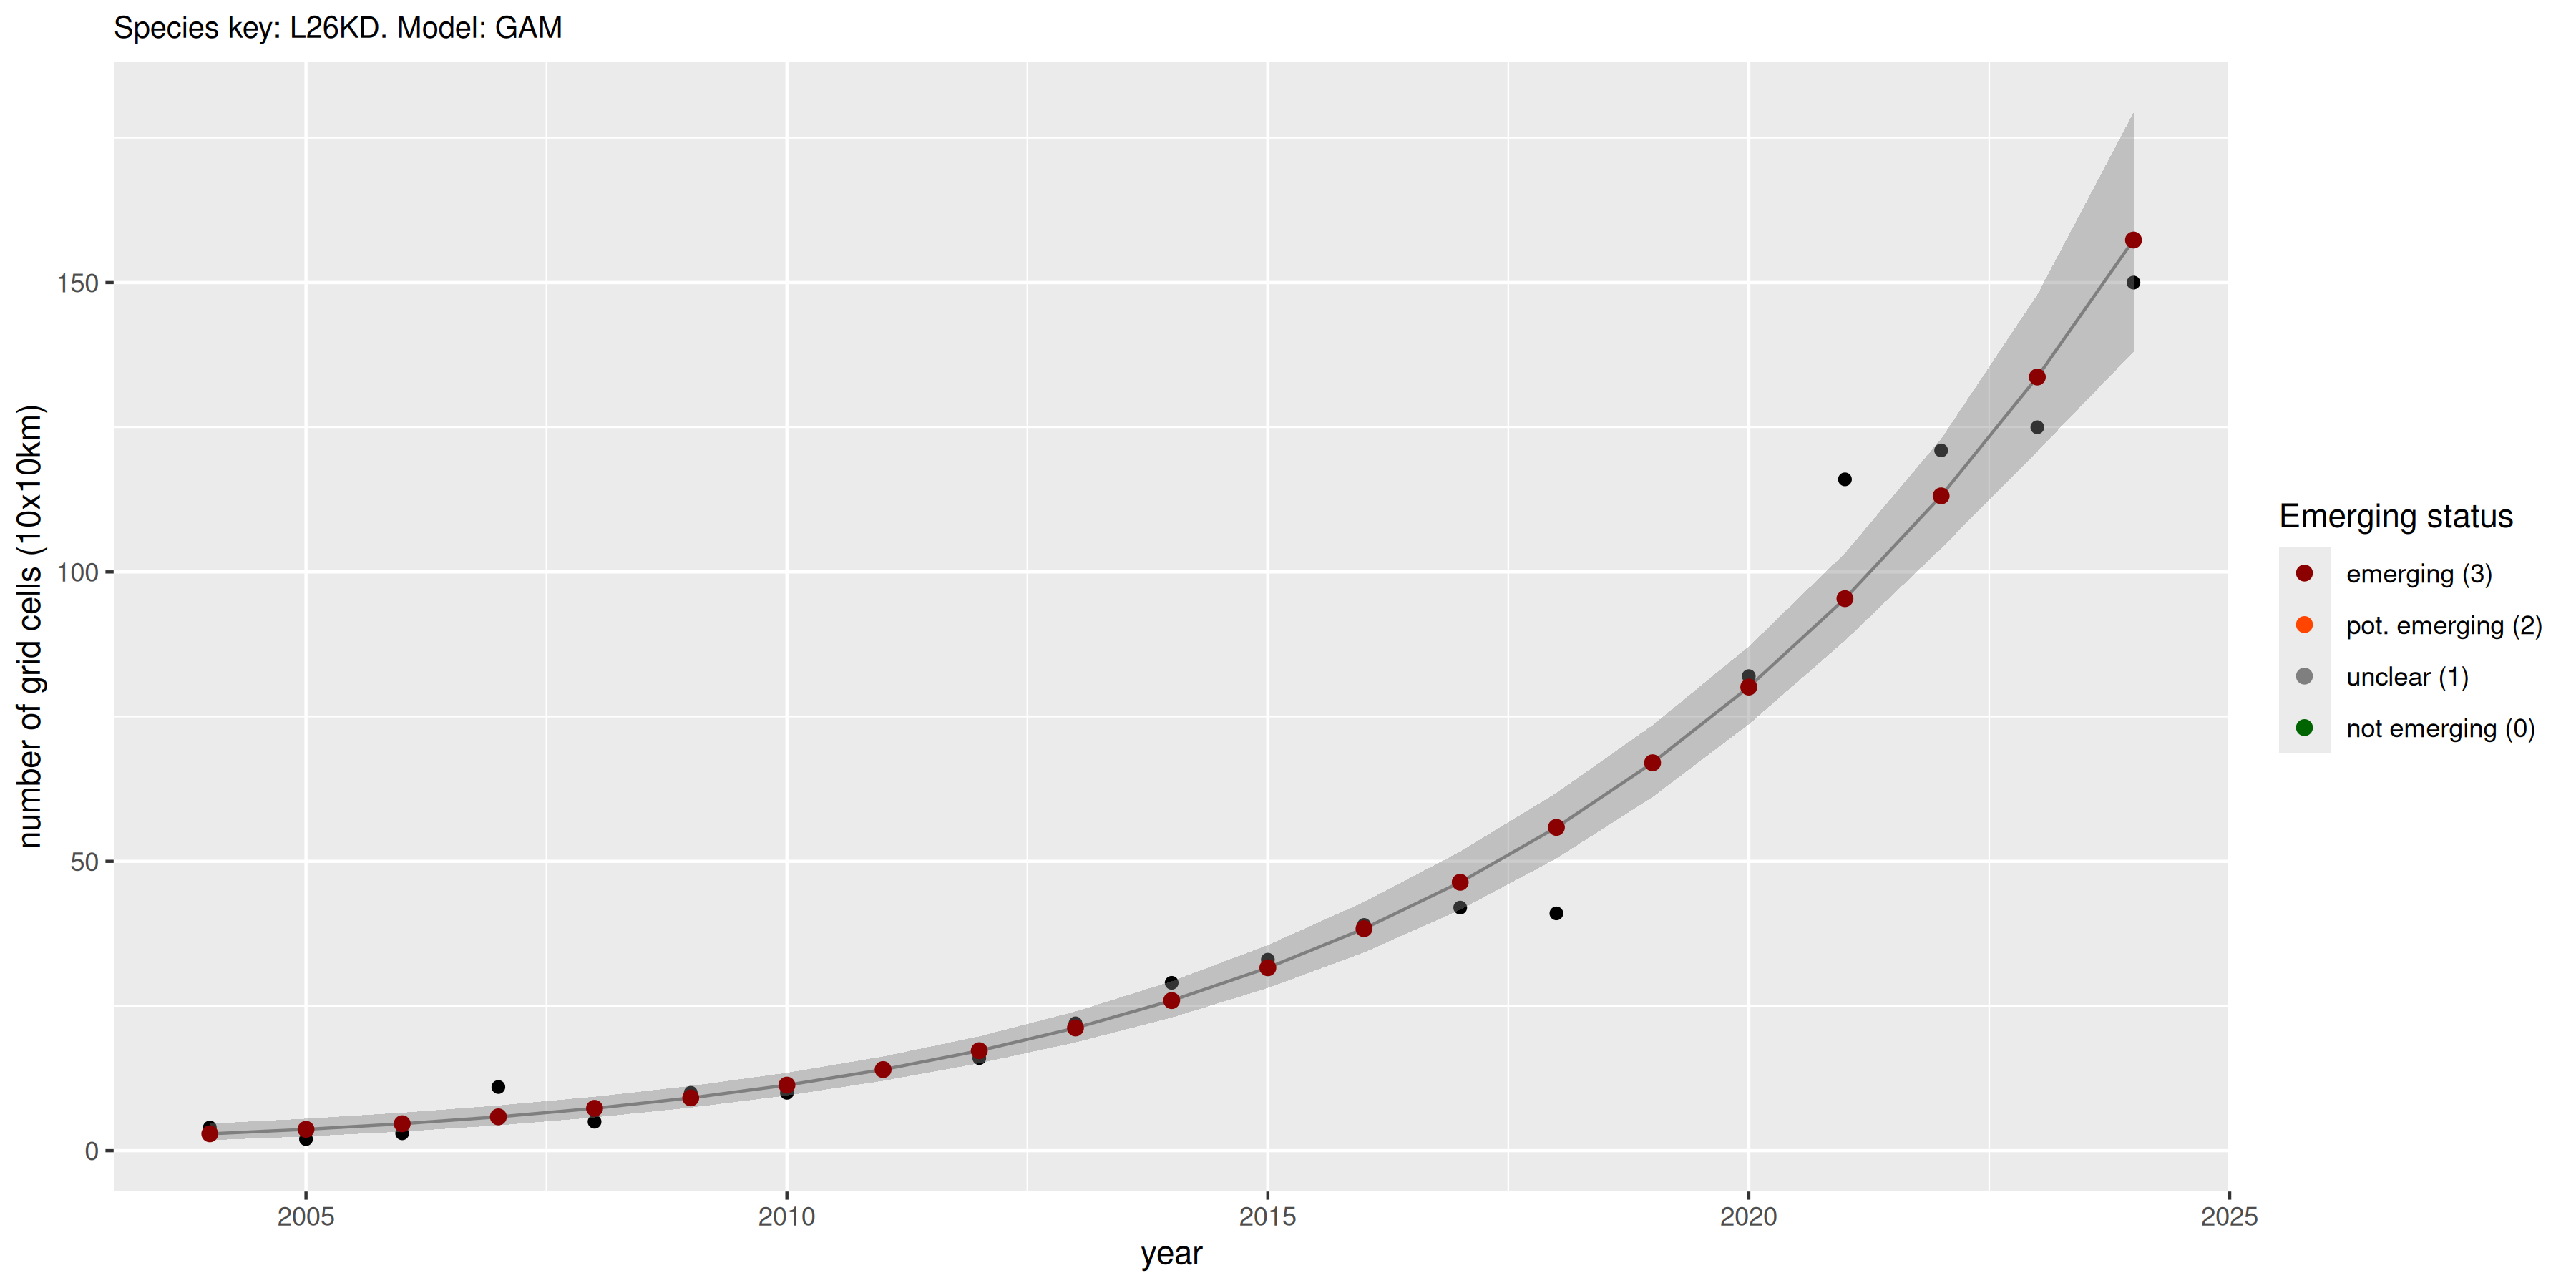 Species key: L26KD. Model: GAM
number of grid cells (10x10km)
150
100
50
0
2005
2010
2015
2020
2025
year
Emerging status
emerging (3)
pot. emerging (2)
unclear (1)
not emerging (0)